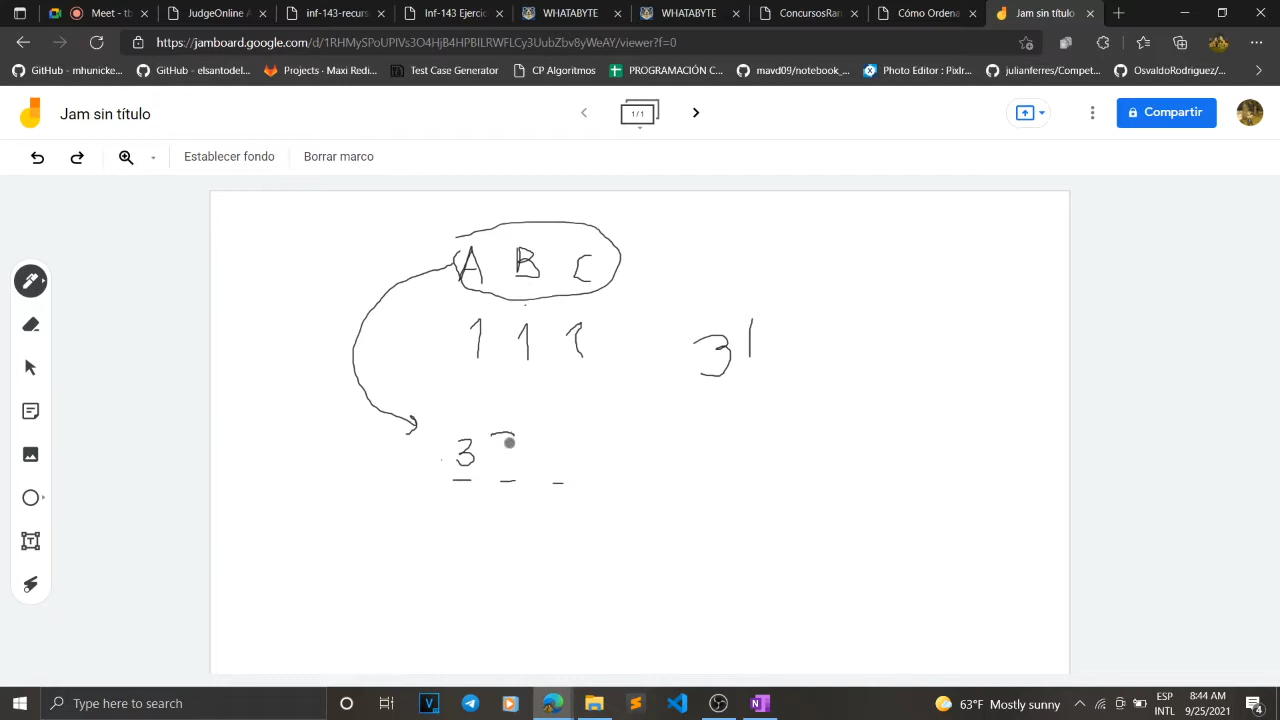 Meet - tb
JudgeOnline A
inf-143-recurs
Inf-143 Ejercic
WHATABYTE
WHATABYTE
ConcursosRan
Cómo Ordena
Jam sin título
https://jamboard.google.com/d/1RHMySPoUPIVs3O4HjB4HPBILRWFLCy3UubZbv8yWeAY/viewer?f=0
GitHub - mhunicke...
GitHub - elsantodel...
Projects · Maxi Redi...
Test Case Generator
CP Algoritmos
PROGRAMACIÓN C...
mavd09/notebook_...
Photo Editor : Pixlr...
julianferres/Compet...
OsvaldoRodriguez/...
Jam sin título
1/1
Compartir
Establecer fondo
Borrar marco
A B C
1 1 1
3
3
Type here to search
63°F Mostly sunny
ESP
INTL
8:44 AM
9/25/2021
4